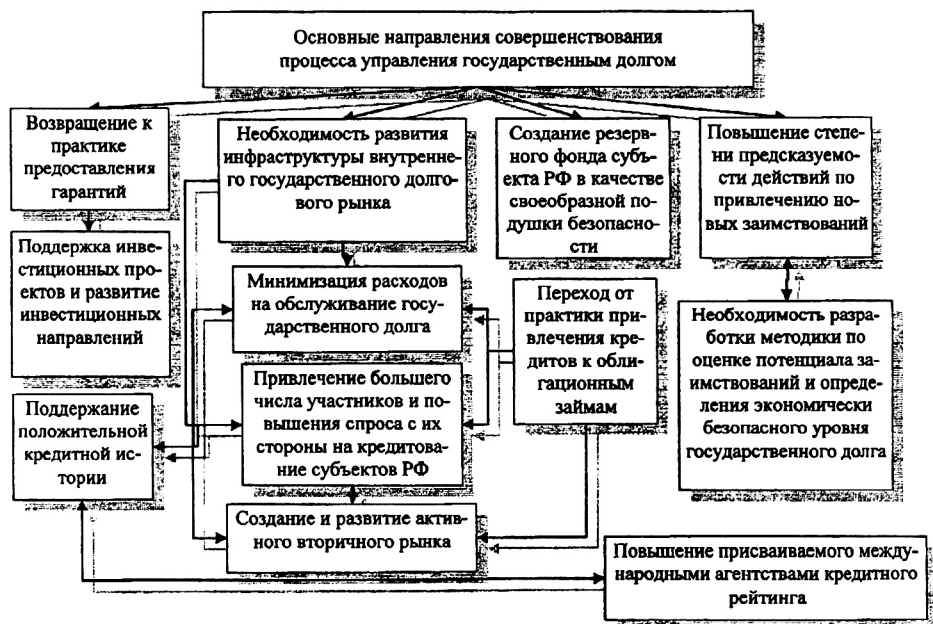 Основные направления совершенствования
процесса управления государственным долгом
Возвращение к
практике
предоставления
гарантий
Необходимость развития
инфраструктуры внутренне-
го государственного долго-
вого рынка
Создание резерв-
ного фонда субъ-
екта РФ в качестве
своеобразной по-
душки безопасно-
сти
Повышение степе-
ни предсказуемо-
сти действий по
привлечению но-
вых заимствований
Поддержка инве-
стиционных про-
ектов и развитие
инвестиционных
направлений
Минимизация расходов
на обслуживание госу-
дарственного долга
Переход от
практики при-
влечения кре-
дитов к обли-
гационным
займам
Необходимость разра-
ботки методики по
оценке потенциала за-
имствований и опреде-
ления экономически
безопасного уровня
государственного долга
Привлечение большего
числа участников и по-
вышения спроса с их
стороны на кредитова-
ние субъектов РФ
Поддержание
положительной
кредитной ис-
тории
Создание и развитие актив-
ного вторичного рынка
Повышение присваиваемого между-
народными агентствами кредитного
рейтинга